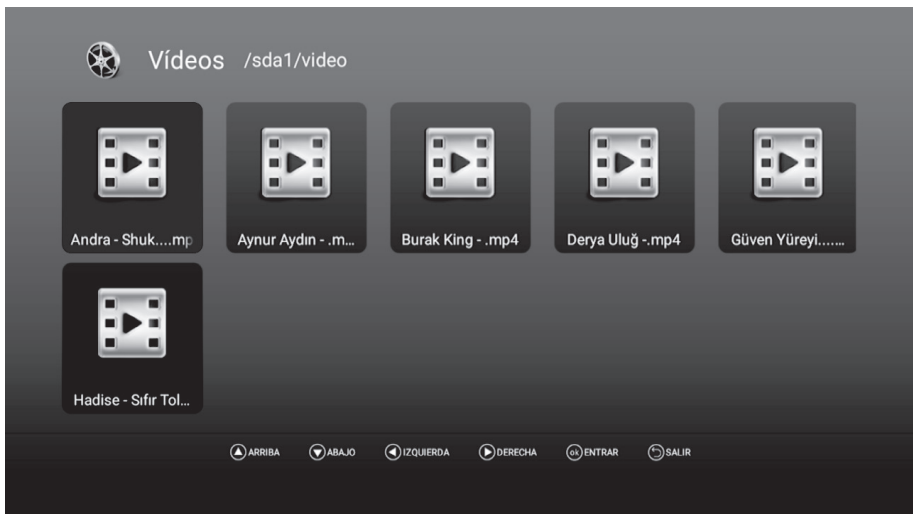 Vídeos /sda1/video
Andra - Shuk....mp
Aynur Aydın - .m...
Burak King - .mp4
Derya Uluğ -.mp4
Güven Yüreyi......
Hadise - Sıfır Tol...
ARRIBA ABAJO IZQUIERDA DERECHA ok ENTRAR SALIR